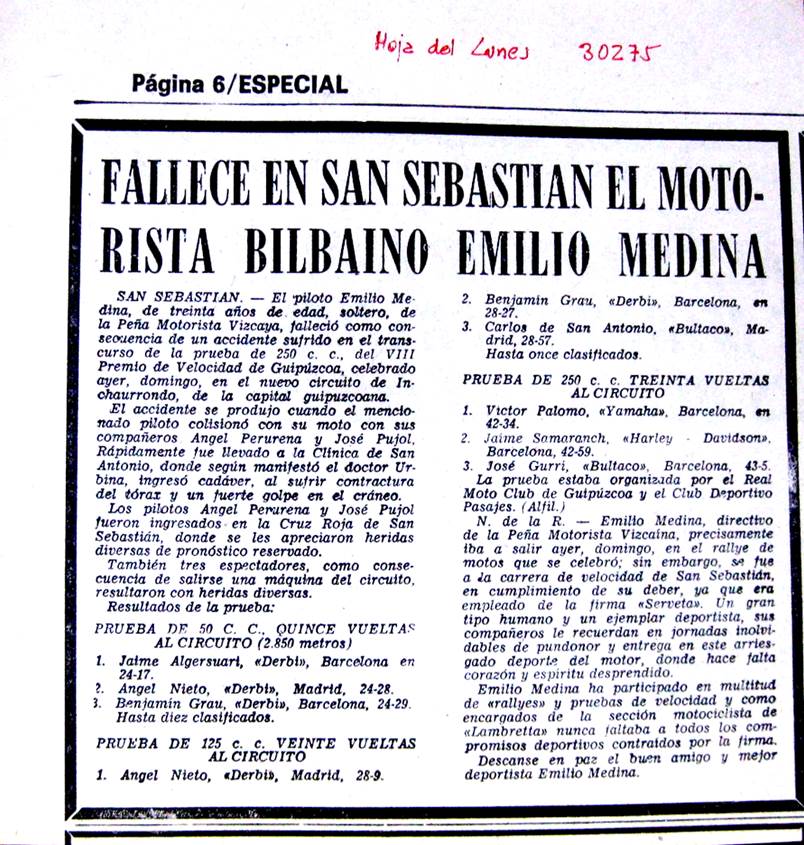 Hoja del Lunes 30275
Página 6/ESPECIAL
FALLECE EN SAN SEBASTIAN EL MOTO-
RISTA BILBAINO EMILIO MEDINA
SAN SEBASTIAN. — El piloto Emilio Me-
dina, de treinta años de edad, soltero, de
la Peña Motorista Vizcaya, falleció como con-
secuencia de un accidente sufrido en el trans-
curso de la prueba de 250 c. c., del VIII
Premio de Velocidad de Guipúzcoa, celebrado
ayer, domingo, en el nuevo circuito de In-
chaurrondo, de la capital guipuzcoana.
El accidente se produjo cuando el mencio-
nado piloto colisionó con su moto con sus
compañeros Angel Perurena y José Pujol.
Rápidamente fue llevado a la Clínica de San
Antonio, donde según manifestó el doctor Ur-
bina, ingresó cadáver, al sufrir contractura
del tórax y un fuerte golpe en el cráneo.
Los pilotos Angel Perurena y José Pujol
fueron ingresados en la Cruz Roja de San
Sebastián, donde se les apreciaron heridas
diversas de pronóstico reservado.
También tres espectadores, como conse-
cuencia de salirse una máquina del circuito,
resultaron con heridas diversas.
Resultados de la prueba:
PRUEBA DE 50 C. C., QUINCE VUELTAS
AL CIRCUITO (2.850 metros)
1. Jaime Algersuari, «Derbi», Barcelona en
24-17.
2. Angel Nieto, «Derbi», Madrid, 24-28.
3. Benjamín Grau, «Derbi», Barcelona, 24-29.
Hasta diez clasificados.
PRUEBA DE 125 c. c. VEINTE VUELTAS
AL CIRCUITO
1. Angel Nieto, «Derbi», Madrid, 28-9.
2. Benjamín Grau, «Derbi», Barcelona, en
28-27.
3. Carlos de San Antonio, «Bultaco», Ma-
drid, 28-57.
Hasta once clasificados.
PRUEBA DE 250 c. c. TREINTA VUELTAS
AL CIRCUITO
1. Víctor Palomo, «Yamaha», Barcelona, en
42-34.
2. Jaime Samaranch, «Harley - Davidson»,
Barcelona, 42-59.
3. José Gurri, «Bultaco», Barcelona, 43-5.
La prueba estaba organizada por el Real
Moto Club de Guipúzcoa y el Club Deportivo
Pasajes. (Alfil.)
N. de la R. — Emilio Medina, directivo
de la Peña Motorista Vizcaína, precisamente
iba a salir ayer, domingo, en el rallye de
motos que se celebró; sin embargo, se fue
a la carrera de velocidad de San Sebastián,
en cumplimiento de su deber, ya que era
empleado de la firma «Serveta». Un gran
tipo humano y un ejemplar deportista, sus
compañeros le recuerdan en jornadas inolvi-
dables de pundonor y entrega en este arries-
gado deporte del motor, donde hace falta
corazón y espíritu desprendido.
Emilio Medina ha participado en multitud
de «rallyes» y pruebas de velocidad y como
encargados de la sección motociclista de
«Lambretta» nunca faltaba a todos los com-
promisos deportivos contraídos por la firma.
Descanse en paz el buen amigo y mejor
deportista Emilio Medina.